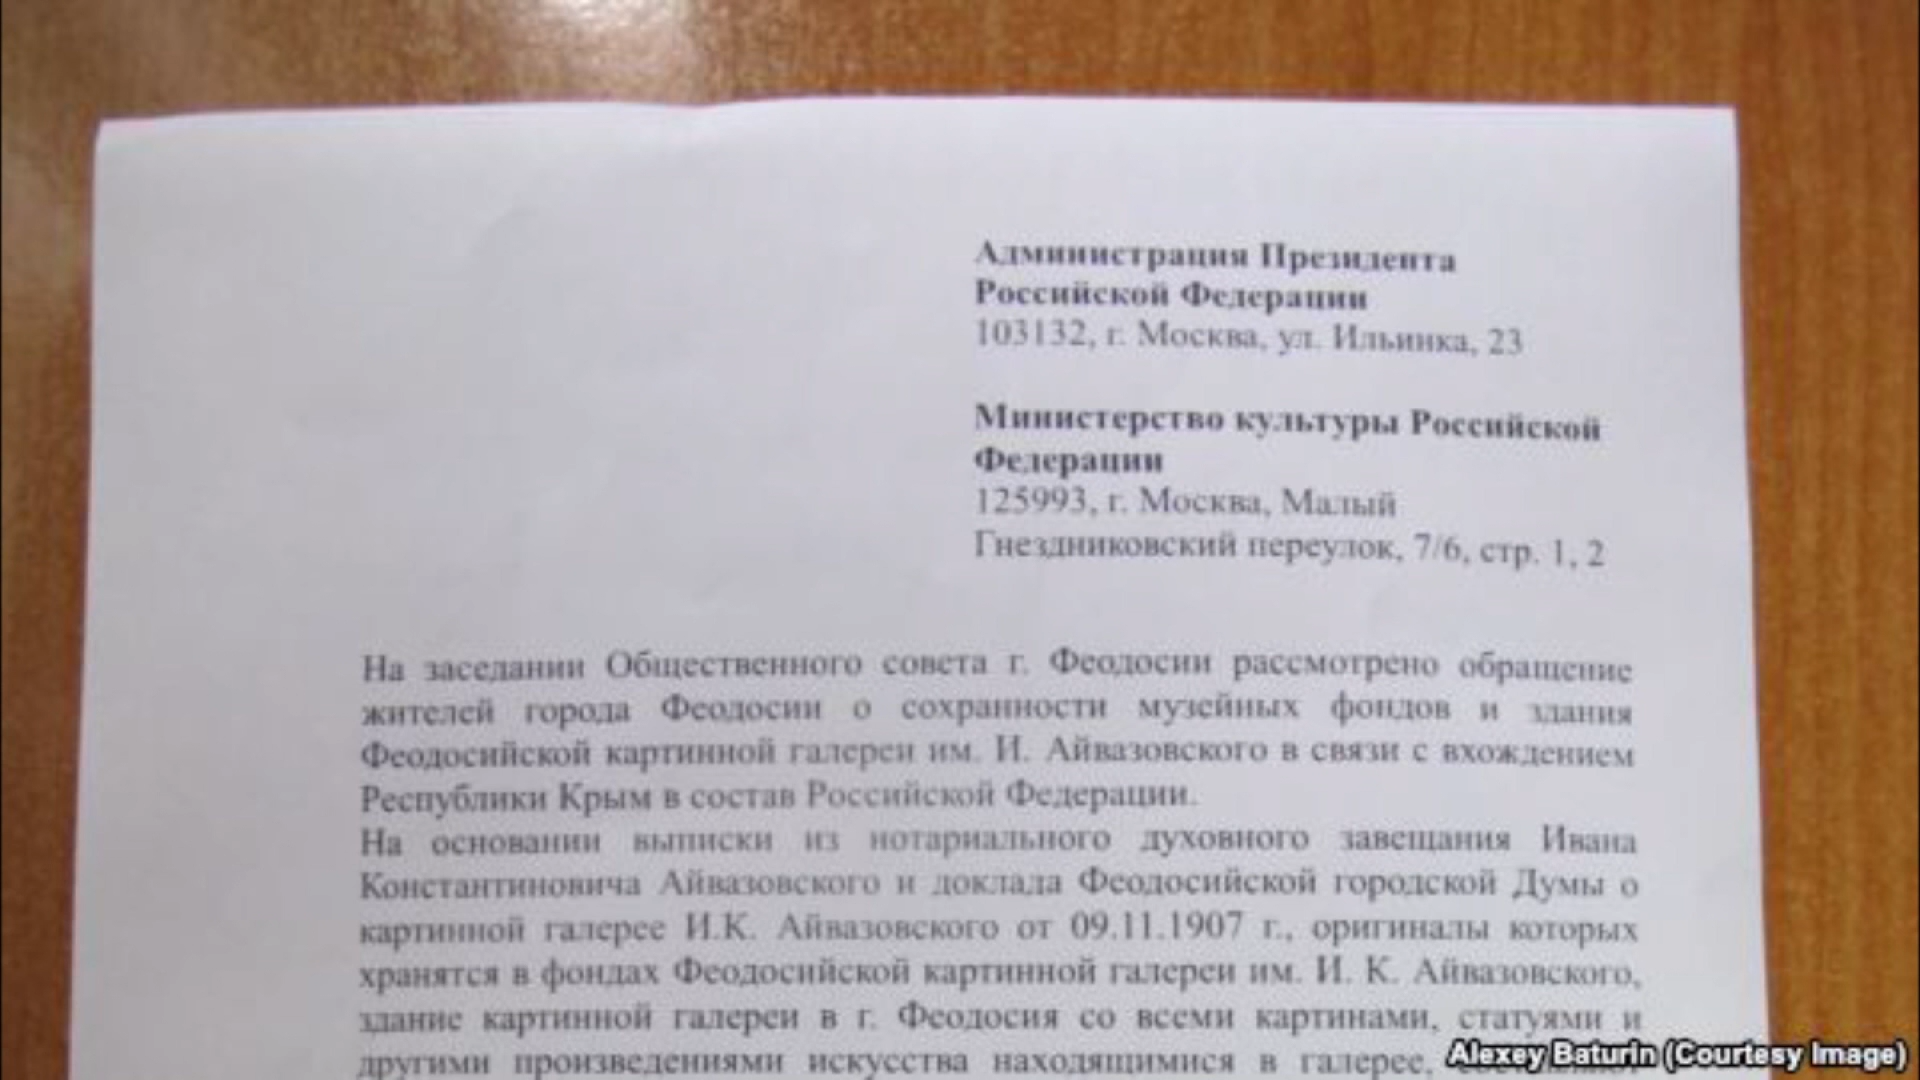 Администрация Президента
Российской Федерации
103132, г. Москва, ул. Ильинка, 23
Министерство культуры Российской
Федерации
125993, г. Москва, Малый
Гнездниковский переулок, 7/6, стр. 1, 2
На заседании Общественного совета г. Феодосии рассмотрено обращение
жителей города Феодосии о сохранности музейных фондов и здания
Феодосийской картинной галереи им. И. Айвазовского в связи с вхождением
Республики Крым в состав Российской Федерации.
На основании выписки из нотариального духовного завещания Ивана
Константиновича Айвазовского и доклада Феодосийской городской Думы о
картинной галерее И.К. Айвазовского от 09.11.1907 г., оригиналы которых
хранятся в фондах Феодосийской картинной галереи им. И. К. Айвазовского,
здание картинной галереи в г. Феодосия со всеми картинами, статуями и
другими произведениями искусства находящимися в галерее,
Alexey Baturin (Courtesy Image)